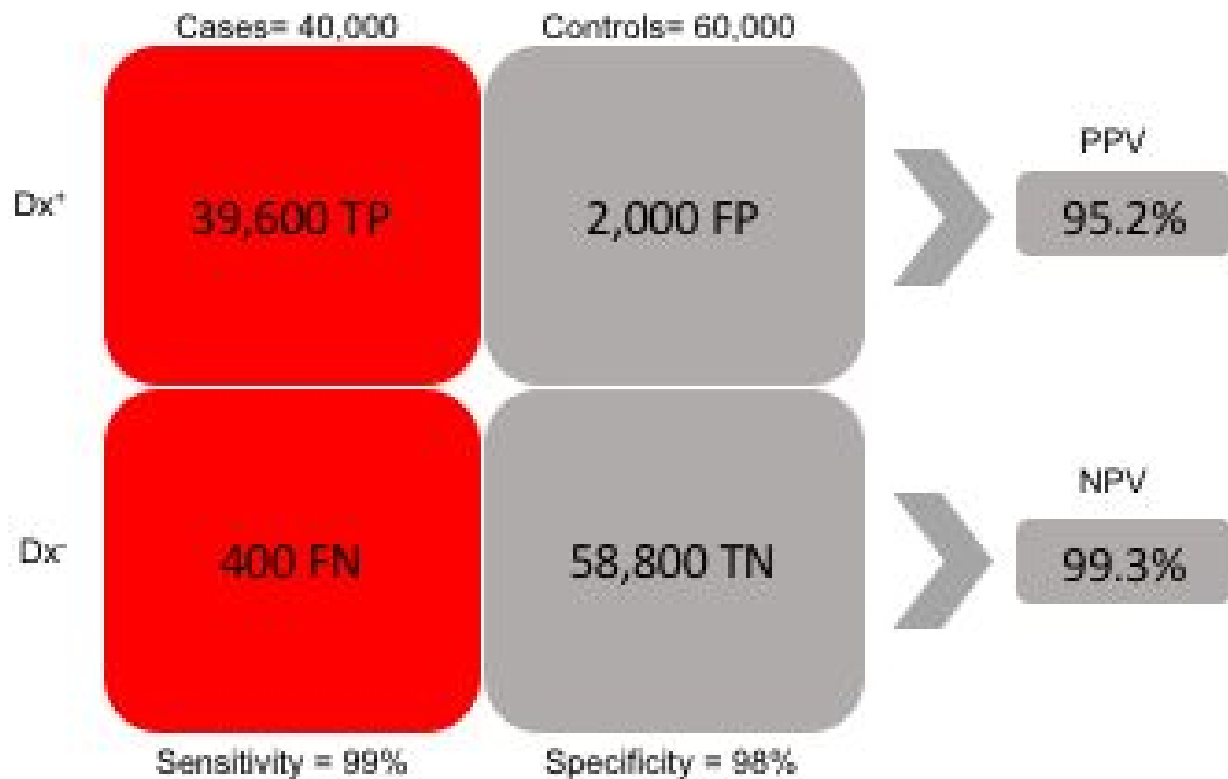 Cases= 40,000
Controls= 60,000
Dx+
39,600 TP
2,000 FP
PPV
95.2%
Dx-
400 FN
58,800 TN
NPV
99.3%
Sensitivity = 99%
Specificity = 98%